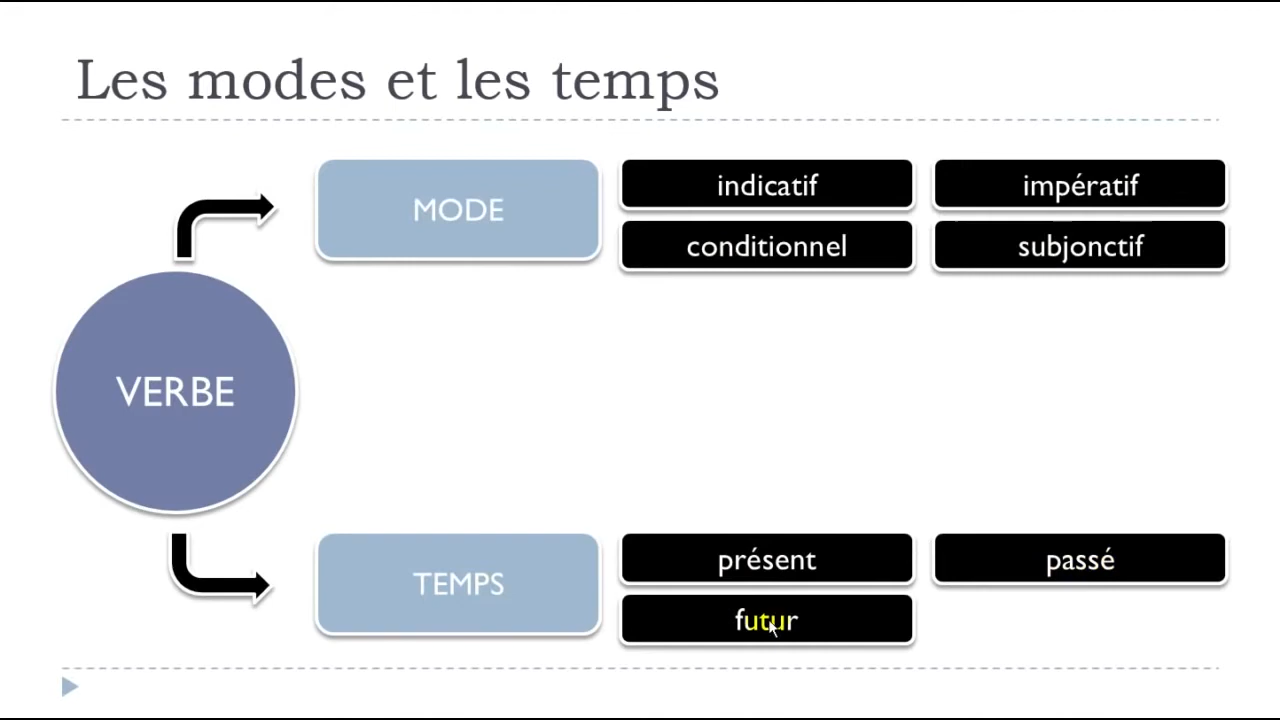 Les modes et les temps
MODE
indicatif
impératif
conditionnel
subjonctif
VERBE
TEMPS
présent
passé
futur